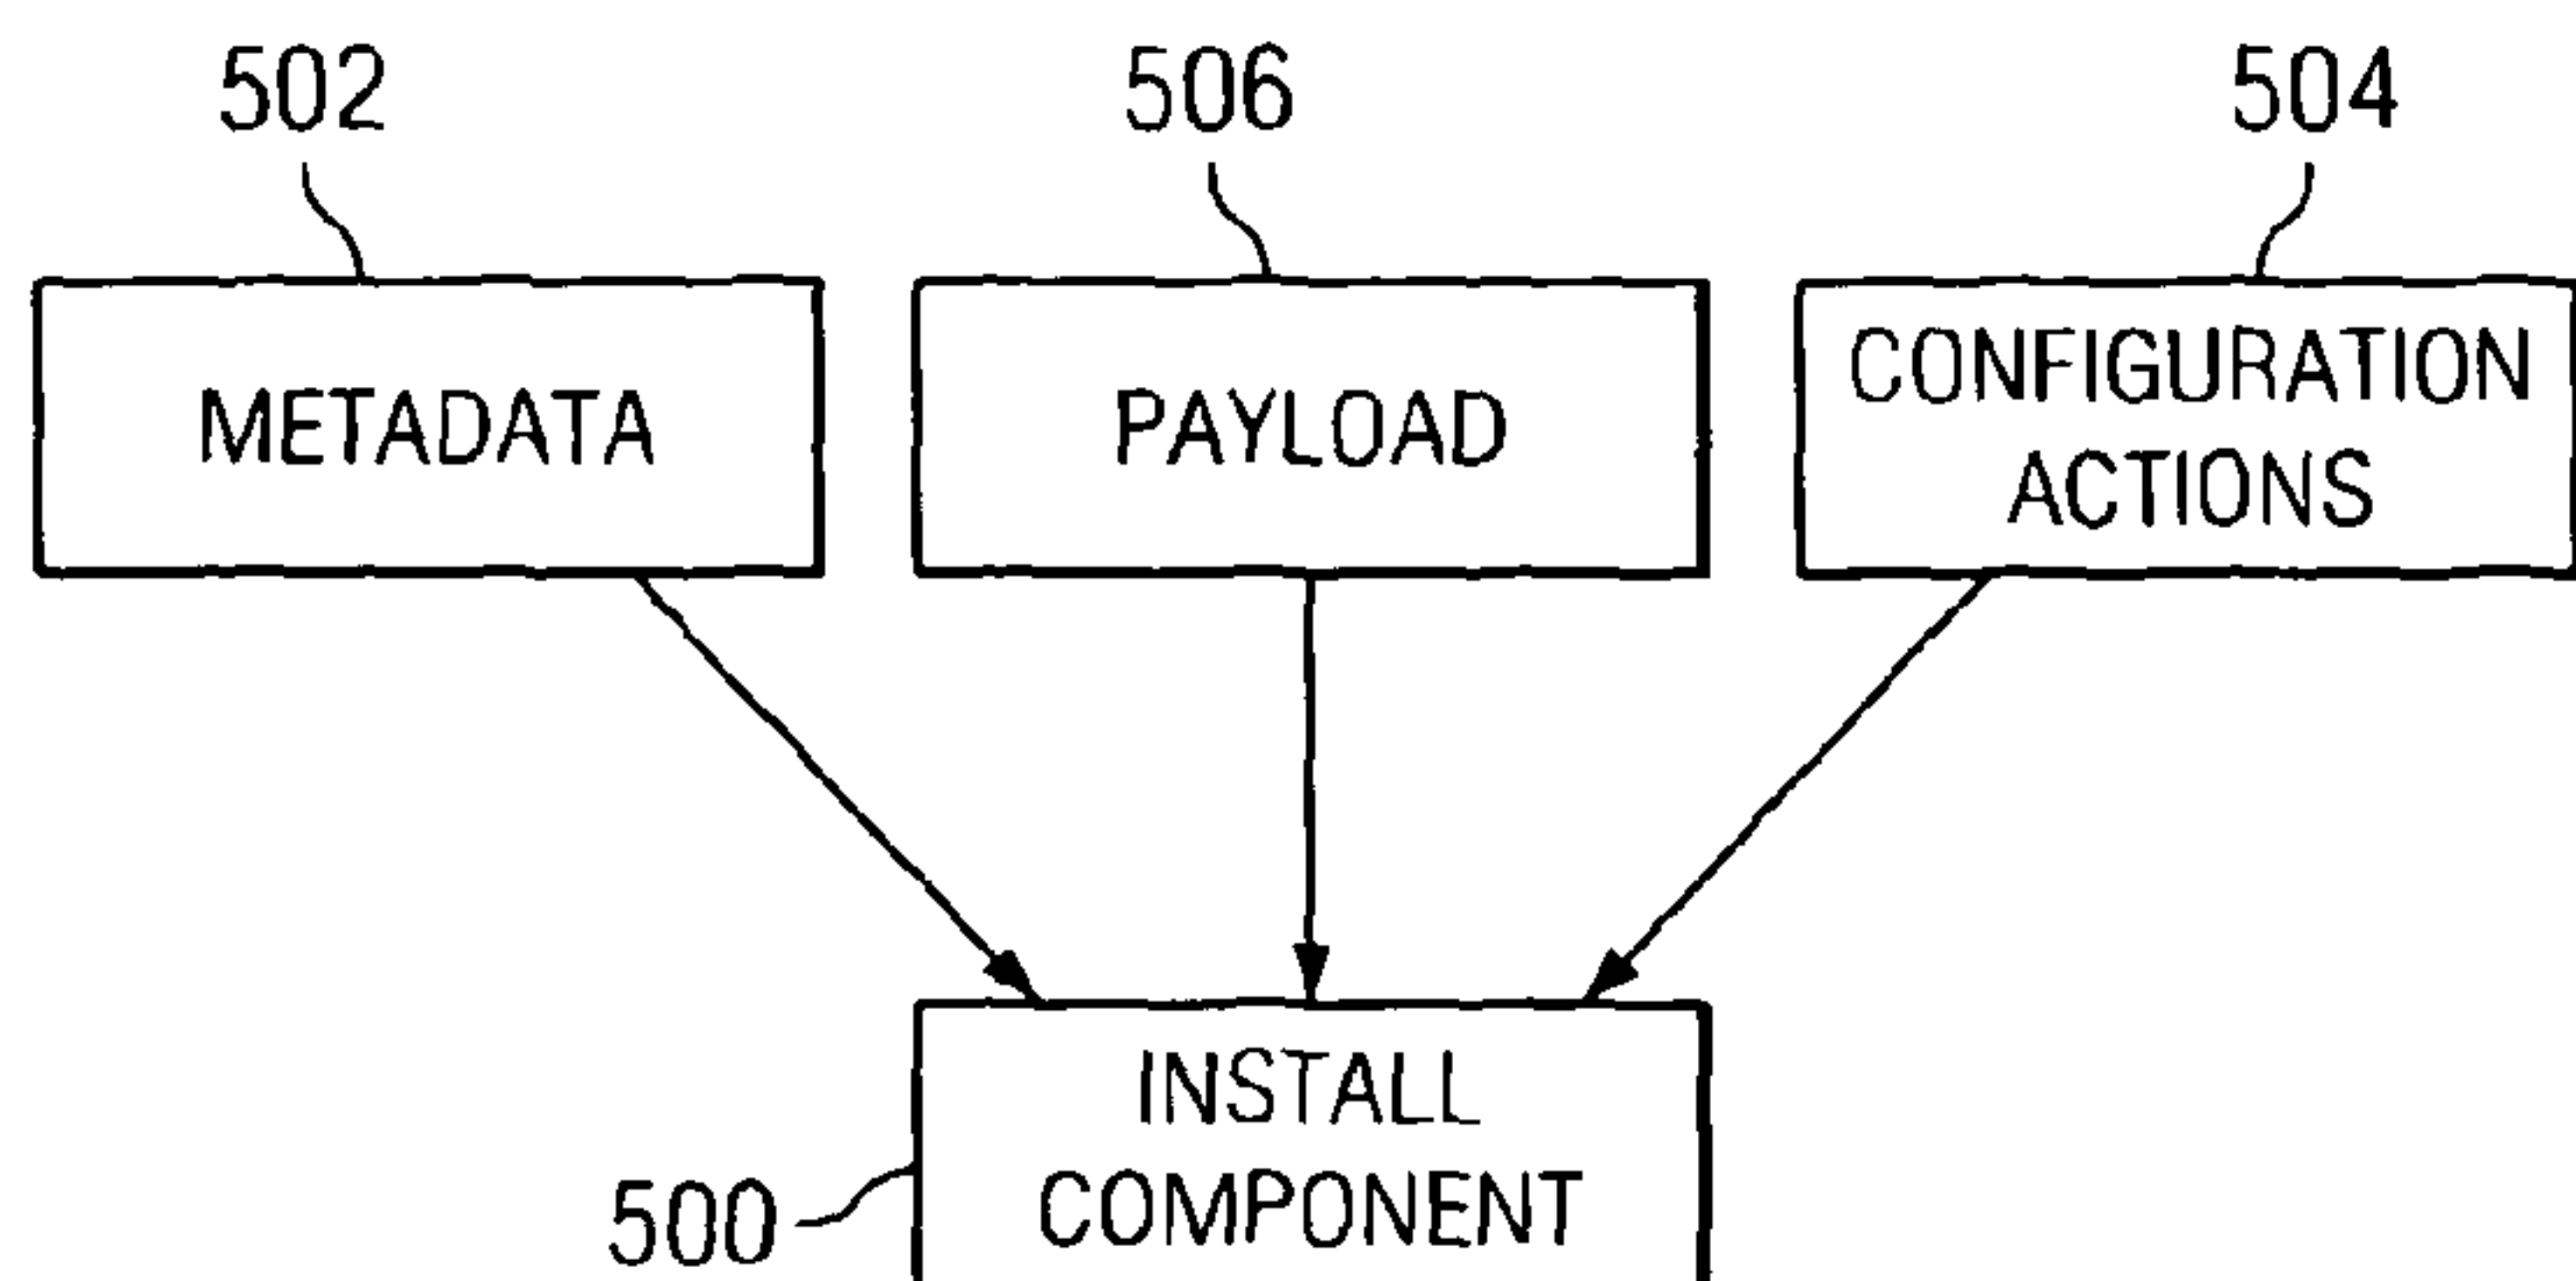 502
506
504
METADATA
PAYLOAD
CONFIGURATION
ACTIONS
INSTALL
COMPONENT
500